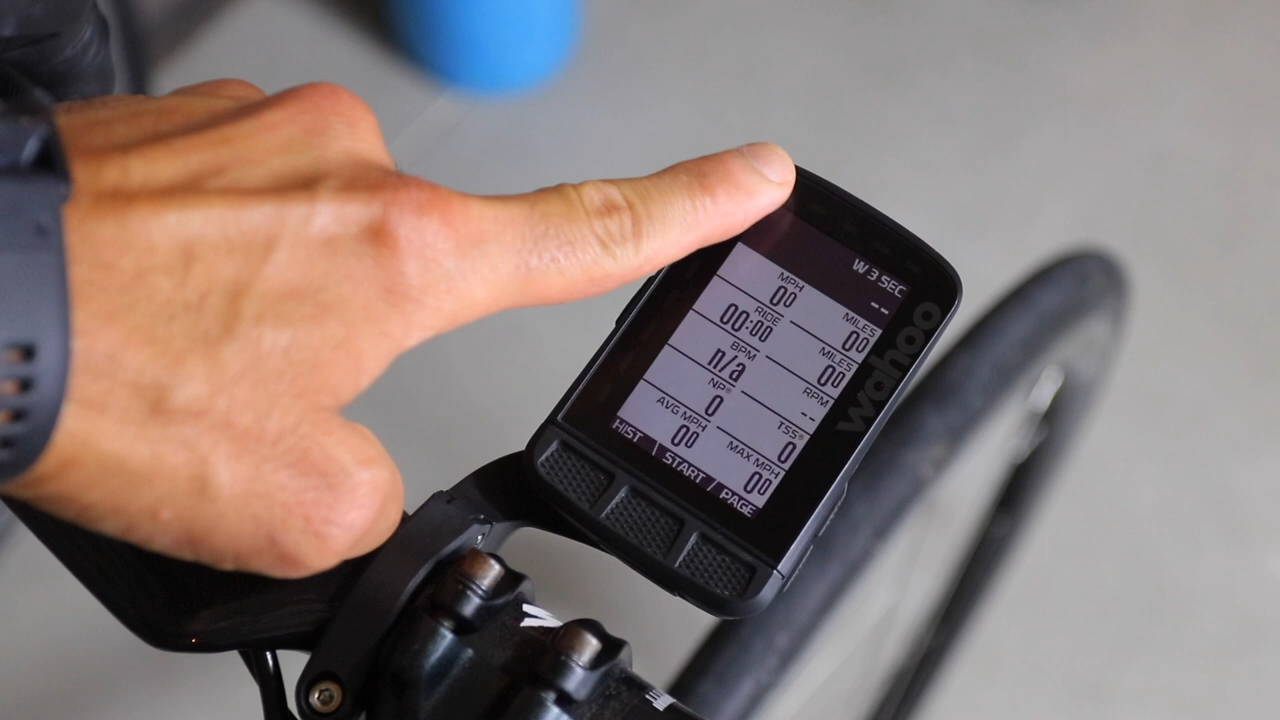 W 3 SEC
--
MPH
0⁰
MILES
0⁰
RIDE
00:00
MILES
0⁰
BPM
n/a
RPM
--
NP®
0
TSS®
0
AVG MPH
0⁰
MAX MPH
0⁰
HIST START / PAGE
wahoo